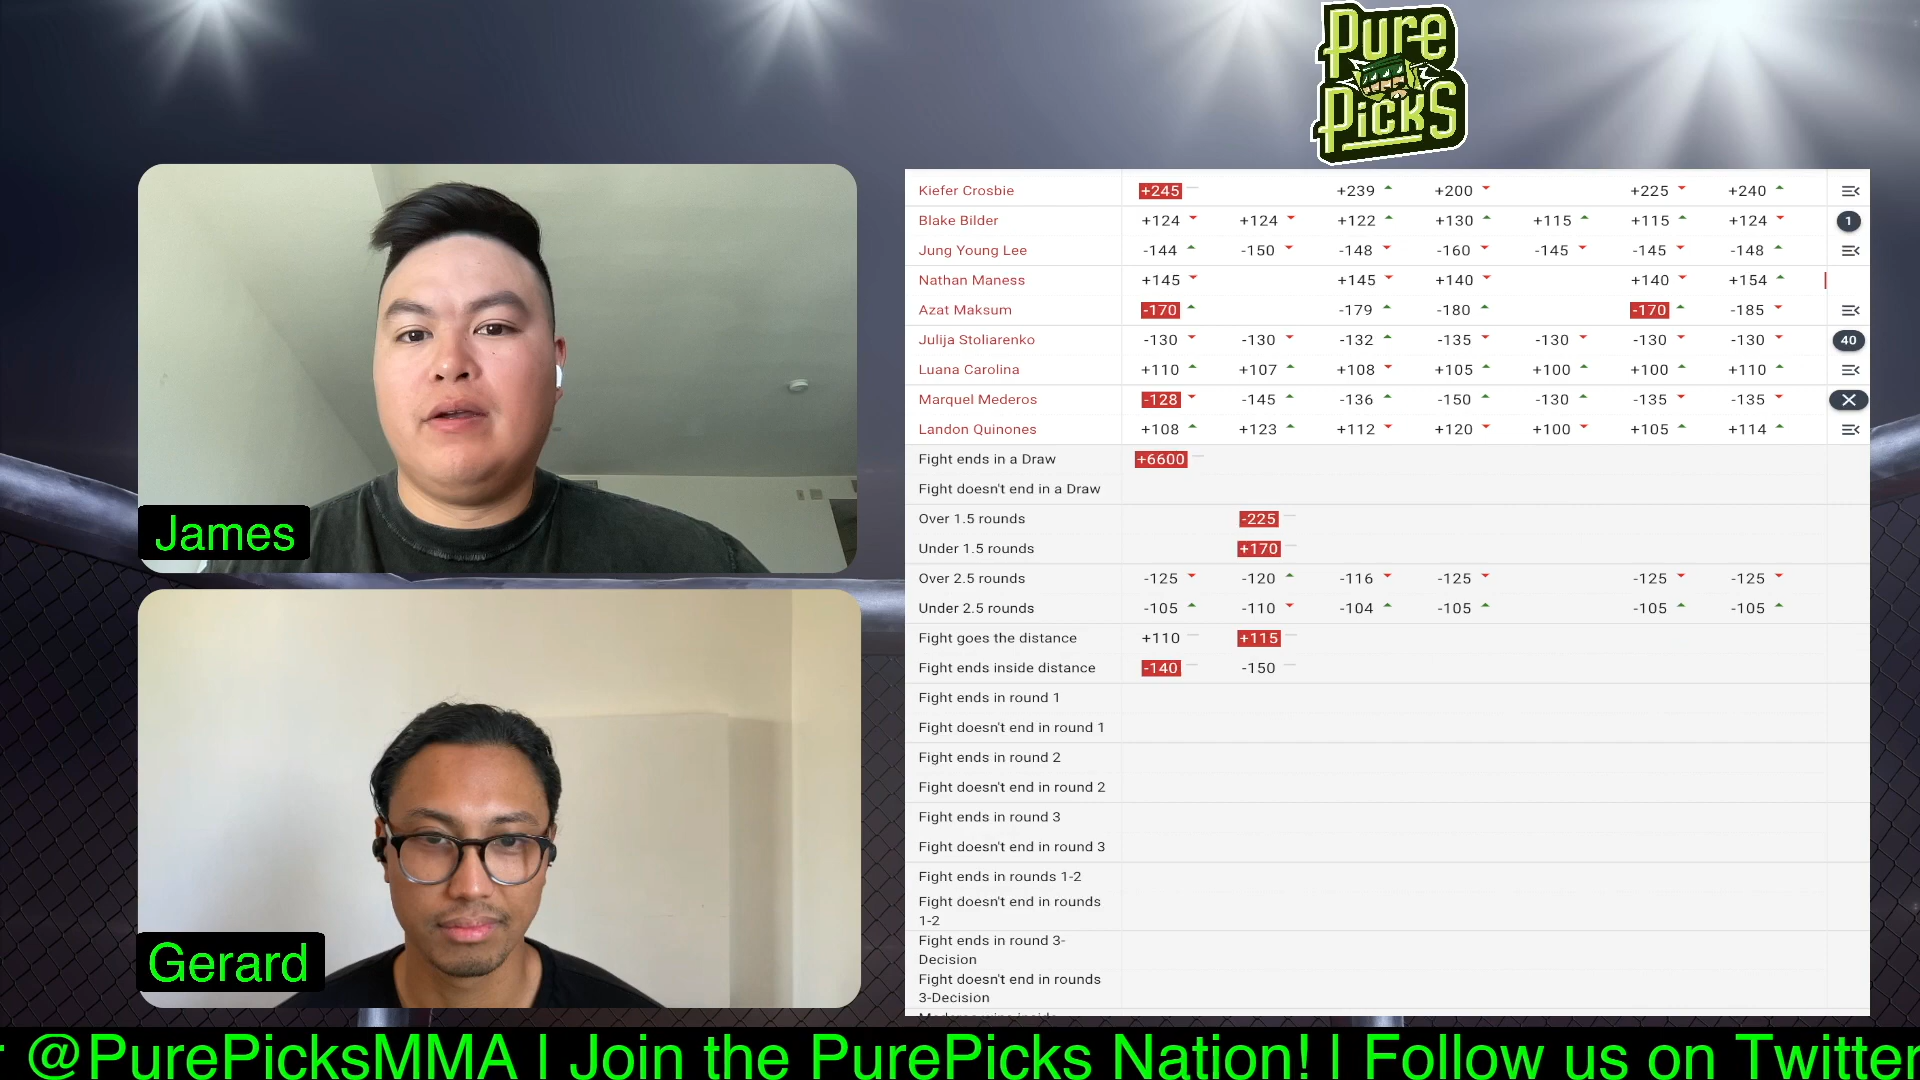 Pure
Picks
James
Gerard
Kiefer Crosbie +245 +239 +200 +225 +240
Blake Bilder +124 +124 +122 +130 +115 +115 +124 1
Jung Young Lee -144 -150 -148 -160 -145 -145 -148
Nathan Maness +145 +145 +140 +140 +154
Azat Maksum -170 -179 -180 -170 -185
Julija Stoliarenko -130 -130 -132 -135 -130 -130 -130 40
Luana Carolina +110 +107 +108 +105 +100 +100 +110
Marquel Mederos -128 -145 -136 -150 -130 -135 -135
Landon Quinones +108 +123 +112 +120 +100 +105 +114
Fight ends in a Draw +6600
Fight doesn't end in a Draw
Over 1.5 rounds -225
Under 1.5 rounds +170
Over 2.5 rounds -125 -120 -116 -125 -125 -125
Under 2.5 rounds -105 -110 -104 -105 -105 -105
Fight goes the distance +110 +115
Fight ends inside distance -140 -150
Fight ends in round 1
Fight doesn't end in round 1
Fight ends in round 2
Fight doesn't end in round 2
Fight ends in round 3
Fight doesn't end in round 3
Fight ends in rounds 1-2
Fight doesn't end in rounds
1-2
Fight ends in round 3-
Decision
Fight doesn't end in rounds
3-Decision
@PurePicksMMA | Join the PurePicks Nation! | Follow us on Twitter